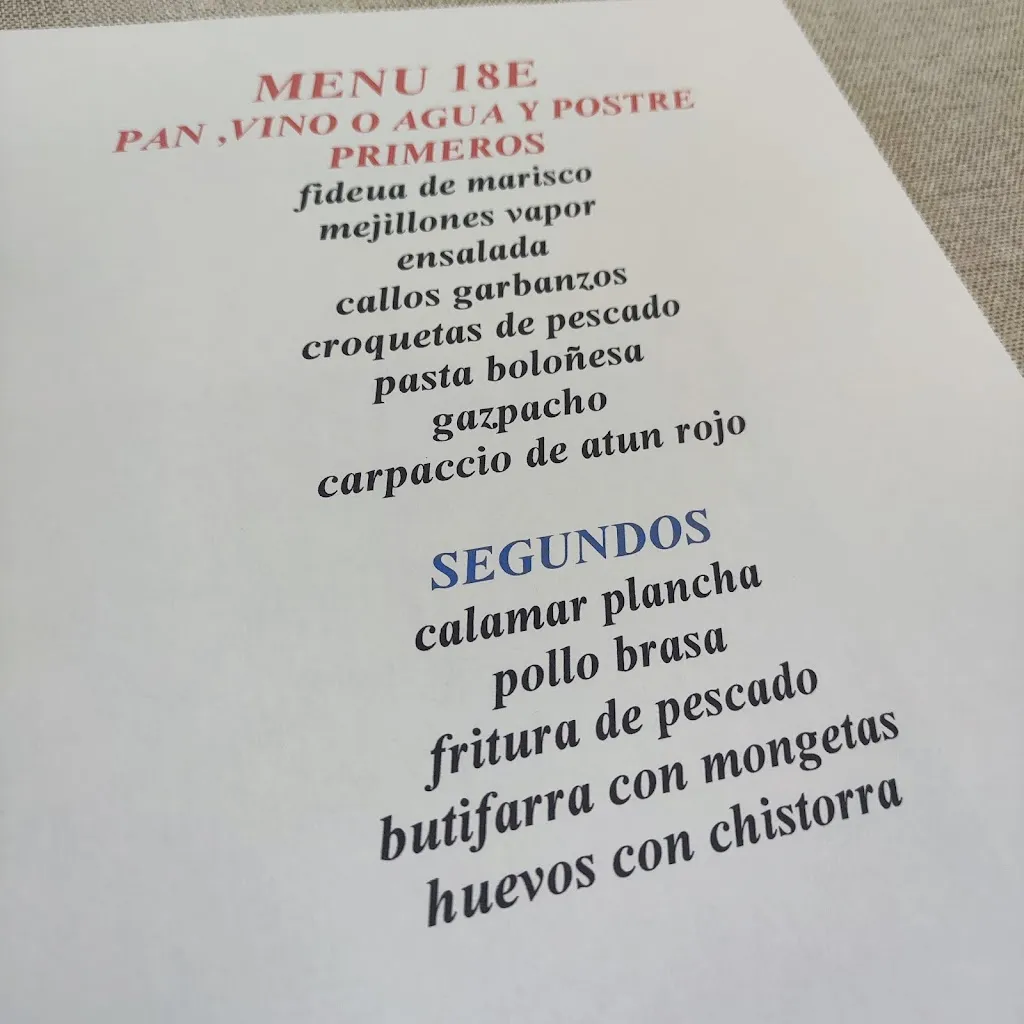 MENU 18E
PAN ,VINO O AGUA Y POSTRE
PRIMEROS
fideua de marisco
mejillones vapor
ensalada
callos garbanzos
croquetas de pescado
pasta boloñesa
gazpacho
carpaccio de atun rojo
SEGUNDOS
calamar plancha
pollo brasa
fritura de pescado
butifarra con mongetas
huevos con chistorra